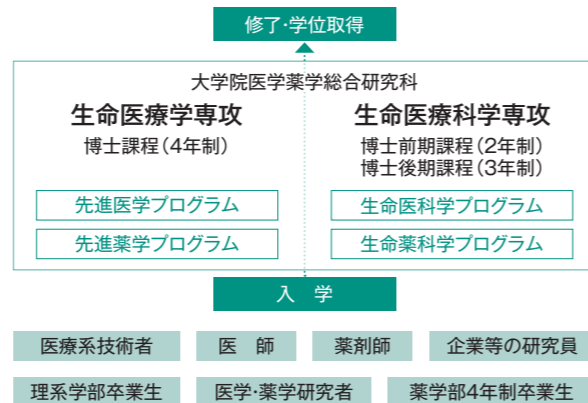 修了・学位取得
大学院医学薬学総合研究科
生命医療学専攻
博士課程（4年制）
先進医学プログラム
先進薬学プログラム
生命医療科学専攻
博士前期課程（2年制）
博士後期課程（3年制）
生命医科学プログラム
生命薬科学プログラム
入　学
医療系技術者
医　師
薬剤師
企業等の研究員
理系学部卒業生
医学・薬学研究者
薬学部4年制卒業生